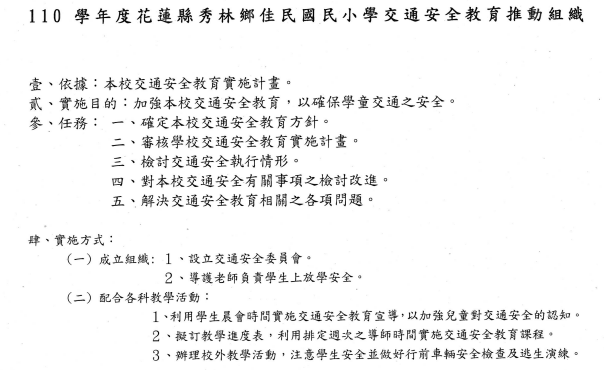 110 學年度花蓮縣秀林鄉佳民國民小學交通安全教育推動組織
壹、依據：本校交通安全教育實施計畫。
貳、實施目的：加強本校交通安全教育，以確保學童交通之安全。
參、任務： 一、確定本校交通安全教育方針。
二、審核學校交通安全教育實施計畫。
三、檢討交通安全執行情形。
四、對本校交通安全有關事項之檢討改進。
五、解決交通安全教育相關之各項問題。
肆、實施方式：
（一）成立組織: 1、設立交通安全委員會。
2、導護老師負責學生上放學安全。
（二）配合各科教學活動：
1、利用學生晨會時間實施交通安全教育宣導，以加強兒童對交通安全的認知。
2、擬訂教學進度表，利用排定週次之導師時間實施交通安全教育課程。
3、辦理校外教學活動，注意學生安全並做好行前車輛安全檢查及逃生演練。